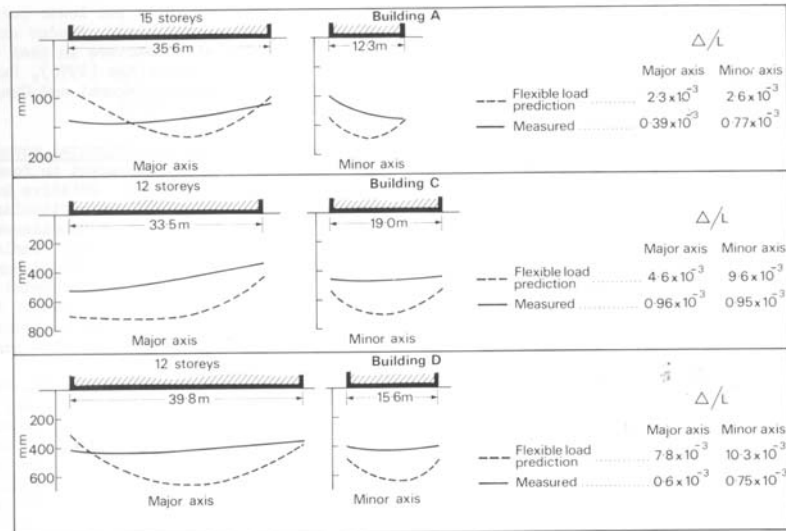 15 storeys
Building A
35·6m
12·3m
Δ/L
Major axis Minor axis
mm
100
200
Flexible load prediction 2·3 x 10⁻³ 2·6 x 10⁻³
Measured 0·39 x 10⁻³ 0·77 x 10⁻³
Major axis
Minor axis
12 storeys
Building C
33·5m
19·0m
Δ/L
Major axis Minor axis
mm
200
400
600
800
Flexible load prediction 4·6 x 10⁻³ 9·6 x 10⁻³
Measured 0·96 x 10⁻³ 0·95 x 10⁻³
Major axis
Minor axis
12 storeys
Building D
39·8m
15·6m
Δ/L
Major axis Minor axis
mm
200
400
600
Flexible load prediction 7·8 x 10⁻³ 10·3 x 10⁻³
Measured 0·6 x 10⁻³ 0·75 x 10⁻³
Major axis
Minor axis